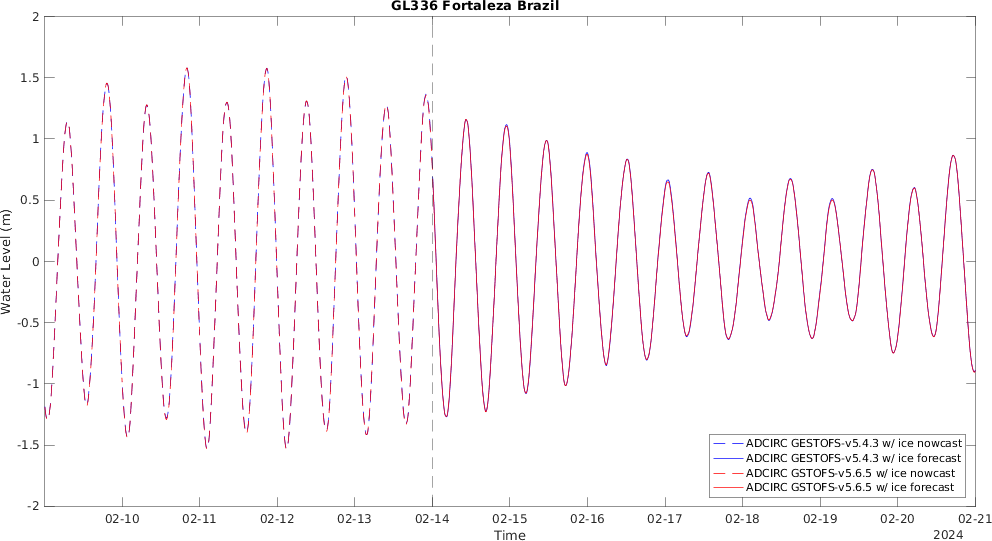 GL336 Fortaleza Brazil
2
1.5
1
0.5
0
-0.5
-1
-1.5
-2
Water Level (m)
ADCIRC GESTOFS-v5.4.3 w/ ice nowcast
ADCIRC GESTOFS-v5.4.3 w/ ice forecast
ADCIRC GSTOFS-v5.6.5 w/ ice nowcast
ADCIRC GSTOFS-v5.6.5 w/ ice forecast
02-10 02-11 02-12 02-13 02-14 02-15 02-16 02-17 02-18 02-19 02-20 02-21
Time
2024